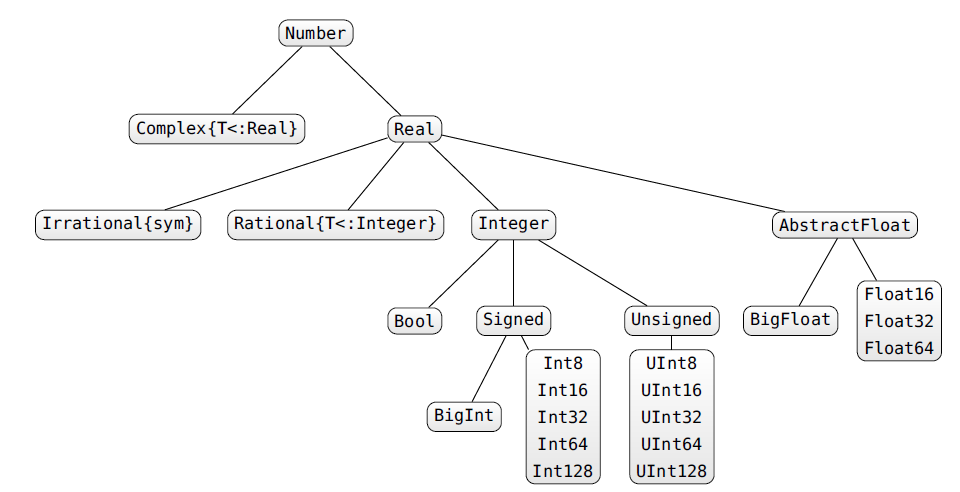 Number
Complex{T<:Real}
Real
Irrational{sym}
Rational{T<:Integer}
Integer
AbstractFloat
Bool
Signed
Unsigned
BigFloat
Float16
Float32
Float64
BigInt
Int8
Int16
Int32
Int64
Int128
UInt8
UInt16
UInt32
UInt64
UInt128